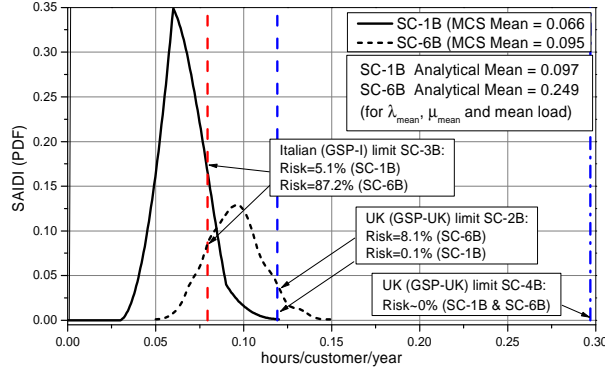 0.35
0.30
0.25
0.20
0.15
0.10
0.05
0.00
SAIDI (PDF)
SC-1B (MCS Mean = 0.066
SC-6B (MCS Mean = 0.095
SC-1B Analytical Mean = 0.097
SC-6B Analytical Mean = 0.249
(for λmean, μmean and mean load)
Italian (GSP-I) limit SC-3B:
Risk=5.1% (SC-1B)
Risk=87.2% (SC-6B)
UK (GSP-UK) limit SC-2B:
Risk=8.1% (SC-6B)
Risk=0.1% (SC-1B)
UK (GSP-UK) limit SC-4B:
Risk~0% (SC-1B & SC-6B)
0.00 0.05 0.10 0.15 0.20 0.25 0.30
hours/customer/year